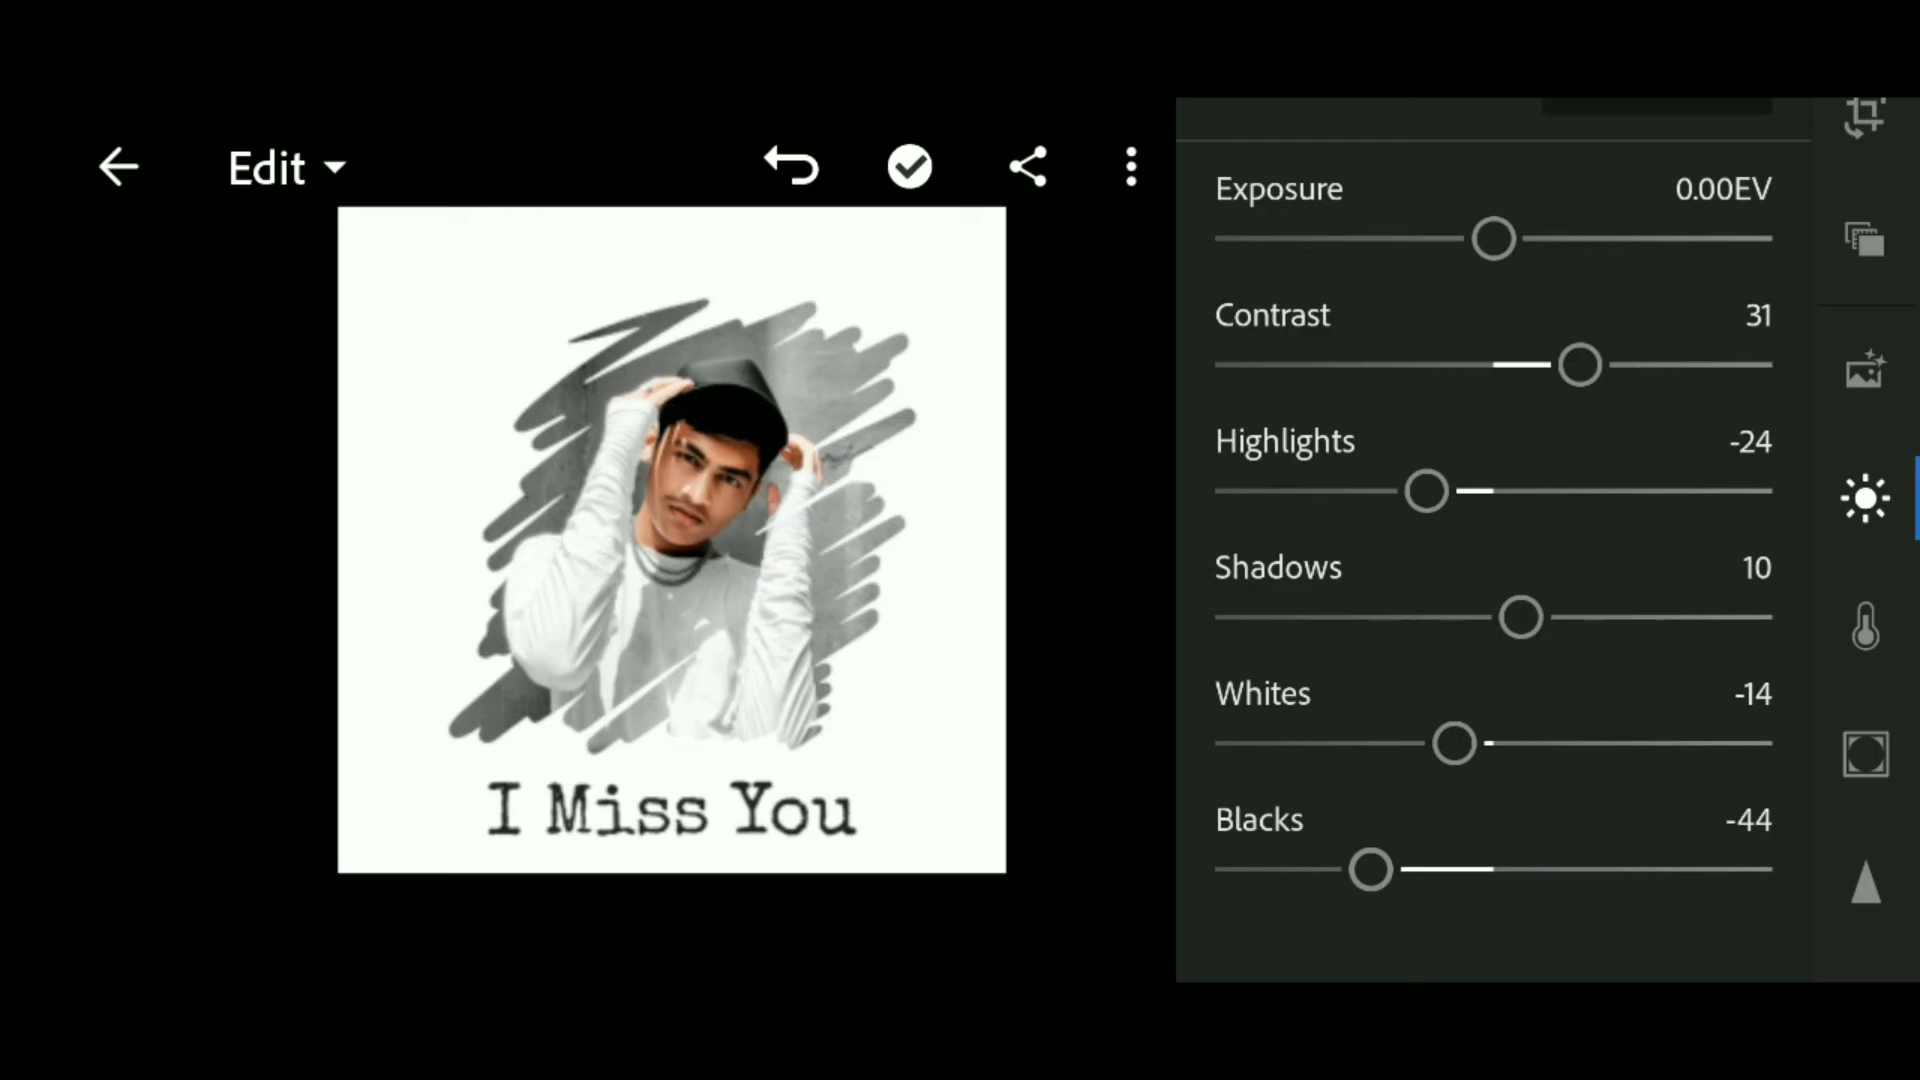 Edit
Exposure 0.00EV
Contrast 31
Highlights -24
Shadows 10
Whites -14
Blacks -44
I Miss You